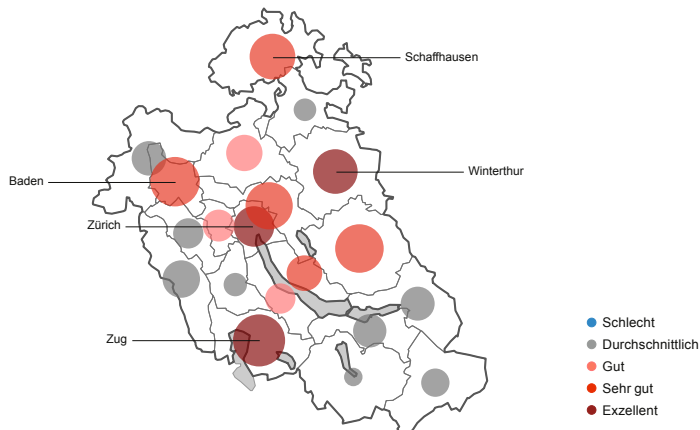 Schaffhausen
Winterthur
Baden
Zürich
Zug
Schlecht
Durchschnittlich
Gut
Sehr gut
Exzellent